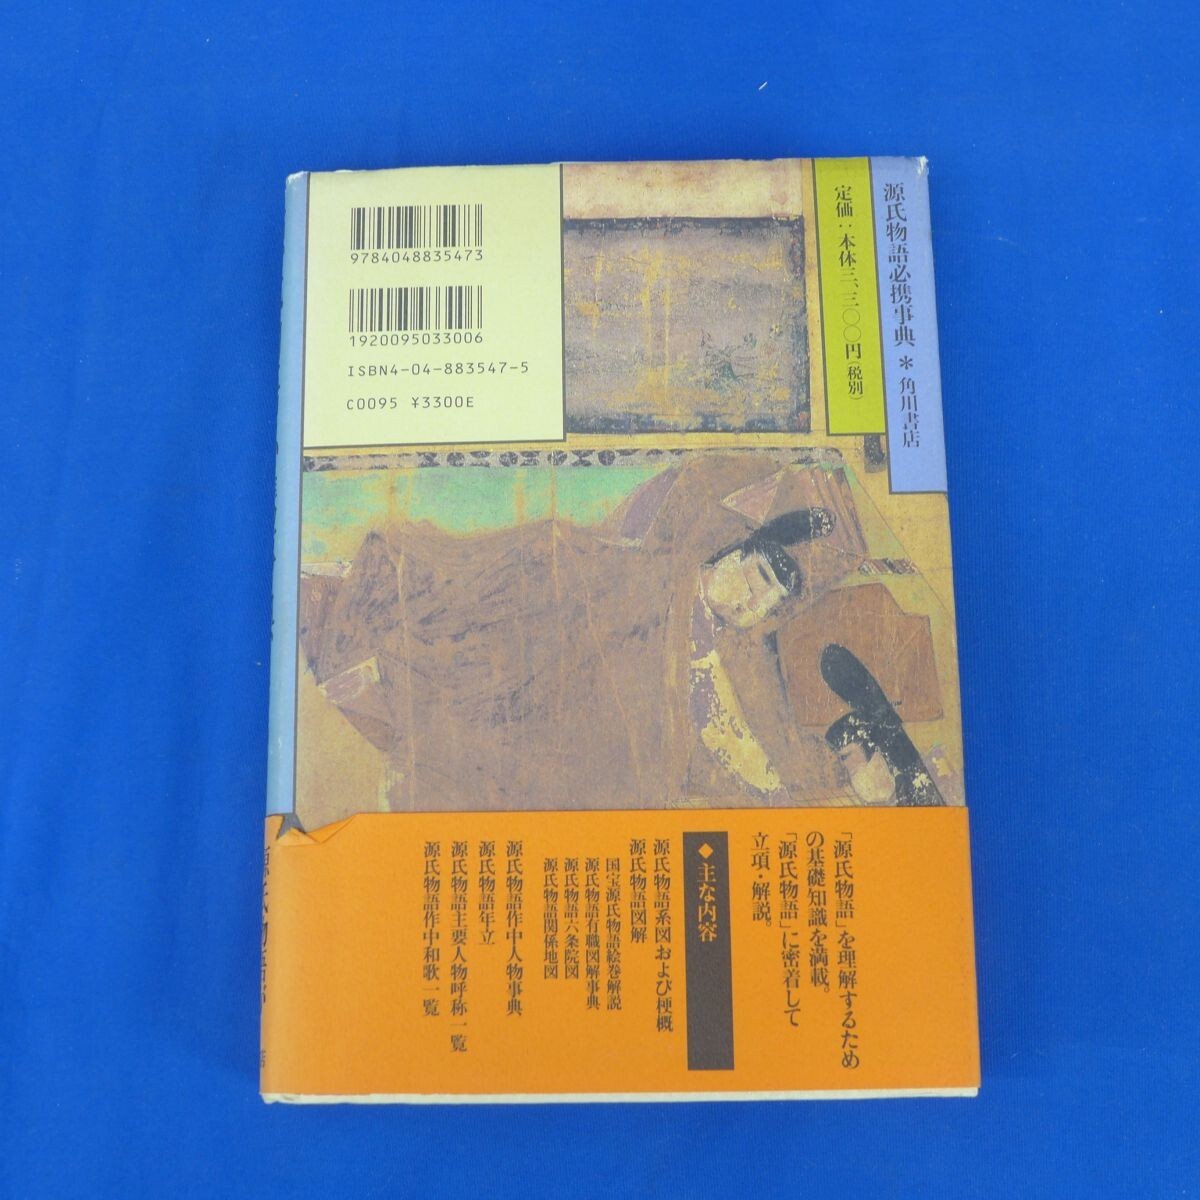 源氏物語必携事典 * 角川書店
定価:本体三、三〇〇円(税別)
9784048835473
1920095033006
ISBN4-04-883547-5
C0095 ¥3300E
「源氏物語」を理解するため
の基礎知識を満載。
「源氏物語」に密着して
立項・解説。
◆主な内容
源氏物語系図および梗概
源氏物語図解
国宝源氏物語絵巻解説
源氏物語有職図解事典
源氏物語六条院図
源氏物語関係地図
源氏物語作中人物事典
源氏物語年立
源氏物語主要人物呼称一覧
源氏物語作中和歌一覧